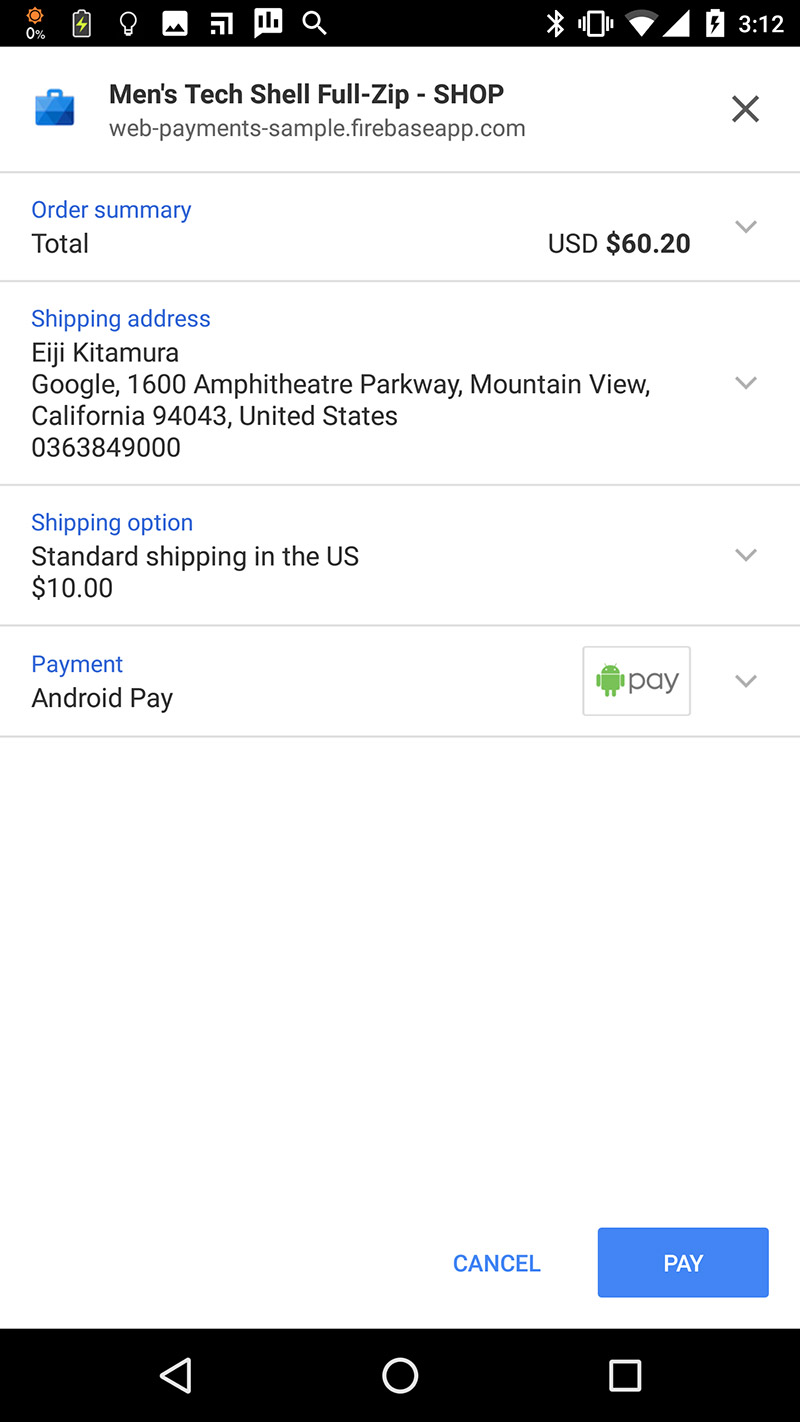 0%
3:12
Men's Tech Shell Full-Zip - SHOP
web-payments-sample.firebaseapp.com
Order summary
Total USD $60.20
Shipping address
Eiji Kitamura
Google, 1600 Amphitheatre Parkway, Mountain View,
California 94043, United States
0363849000
Shipping option
Standard shipping in the US
$10.00
Payment
Android Pay
pay
CANCEL PAY